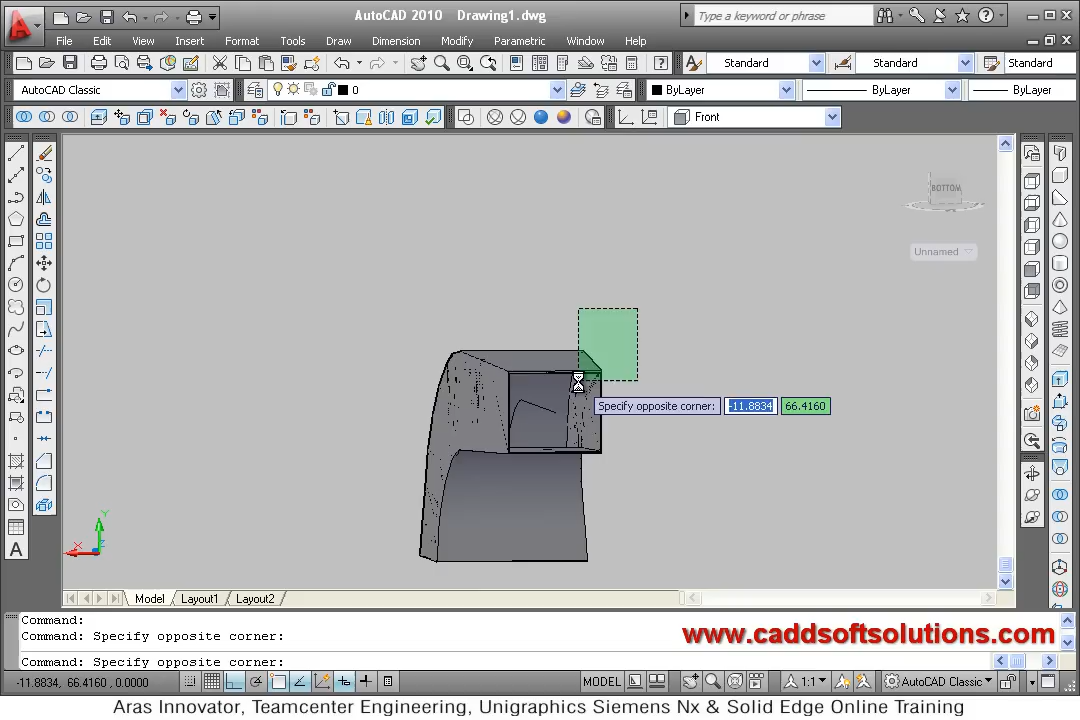 AutoCAD 2010 Drawing1.dwg
Type a keyword or phrase
File Edit View Insert Format Tools Draw Dimension Modify Parametric Window Help
Standard Standard Standard
AutoCAD Classic 0 ByLayer ByLayer ByLayer
Front
BOTTOM
Unnamed
Specify opposite corner: -11.8834 66.4160
Y
X
Z
A
Model Layout1 Layout2
Command:
Command: Specify opposite corner:
www.caddsoftsolutions.com
Command: Specify opposite corner:
-11.8834, 66.4160, 0.0000 MODEL 1:1 AutoCAD Classic
Aras Innovator, Teamcenter Engineering, Unigraphics Siemens Nx & Solid Edge Online Training